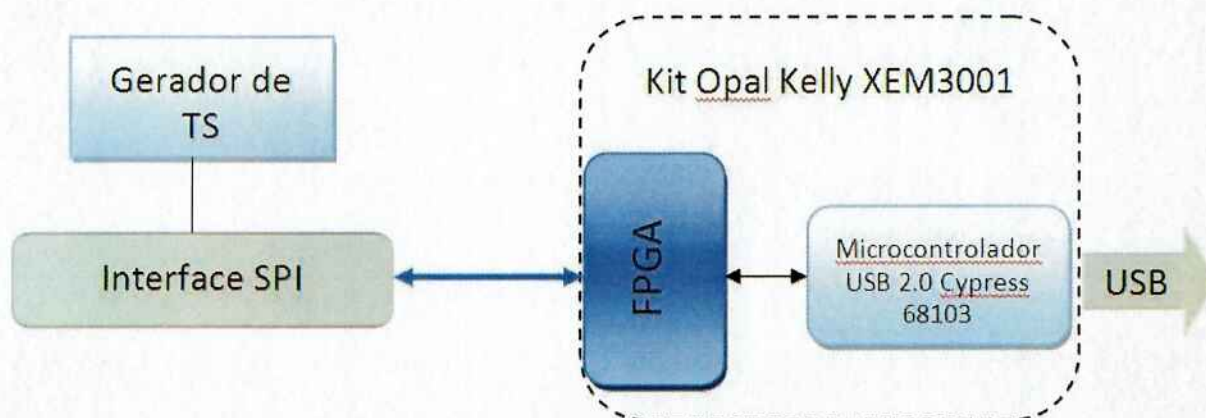 Gerador de
TS
Kit Opal Kelly XEM3001
Interface SPI
FPGA
Microcontrolador
USB 2.0 Cypress
68103
USB